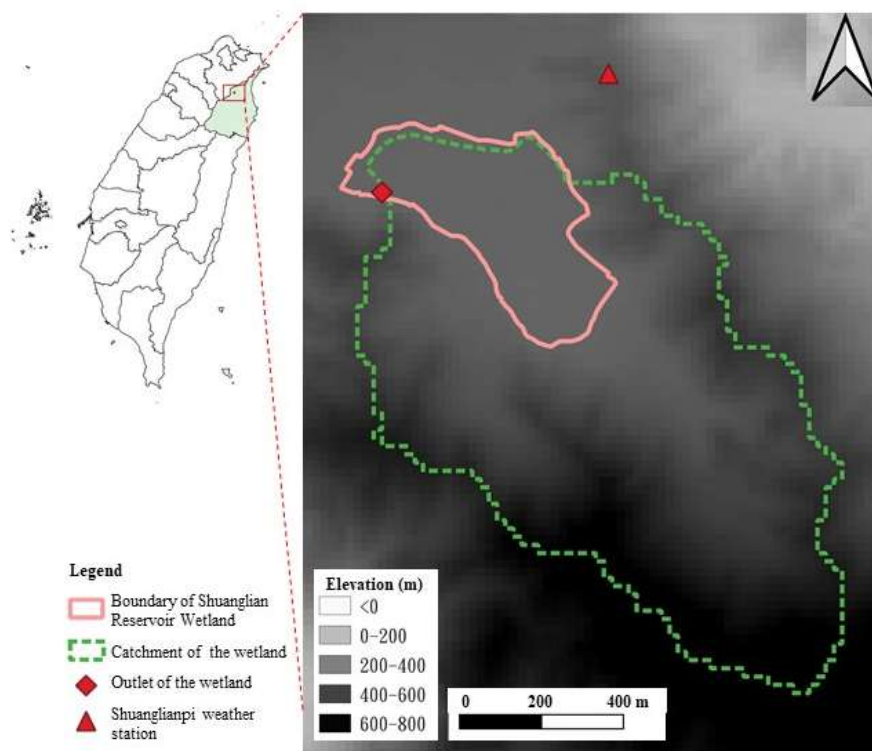 Legend
Boundary of Shuanglian
Reservoir Wetland
Catchment of the wetland
Outlet of the wetland
Shuanglianpi weather
station
Elevation (m)
<0
0-200
200-400
400-600
600-800
0 200 400 m